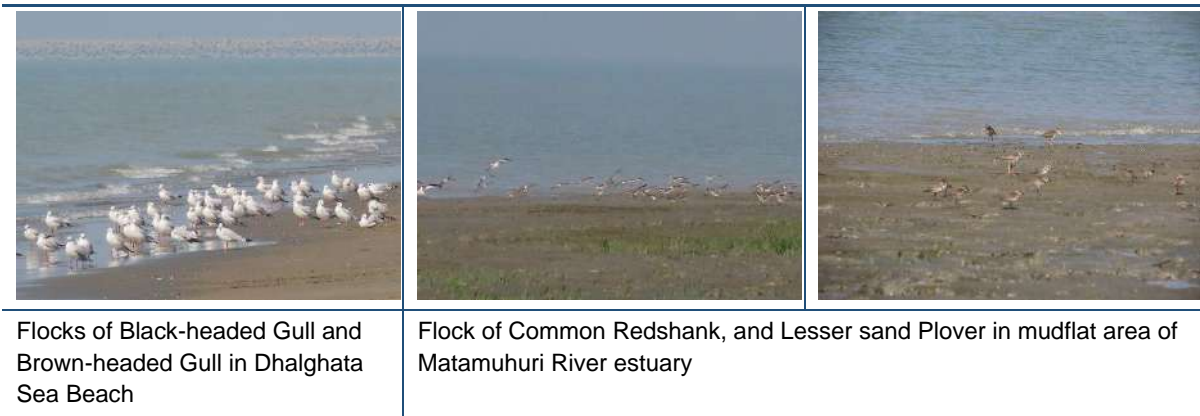 Flocks of Black-headed Gull and
Brown-headed Gull in Dhalghata
Sea Beach
Flock of Common Redshank, and Lesser sand Plover in mudflat area of
Matamuhuri River estuary